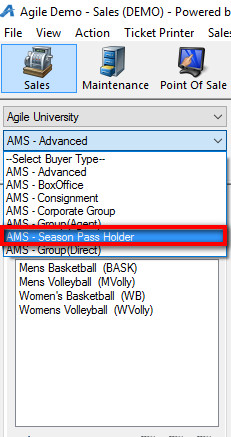 Agile Demo - Sales (DEMO) - Powered b
File View Action Ticket Printer Sales
Sales Maintenance Point Of Sale
Agile University
AMS - Advanced
--Select Buyer Type--
AMS - Advanced
AMS - BoxOffice
AMS - Consignment
AMS - Corporate Group
AMS - Group(Agent)
AMS - Season Pass Holder
AMS - Group(Direct)
Mens Basketball (BASK)
Mens Volleyball (MVolly)
Women's Basketball (WB)
Womens Volleyball (WVolly)